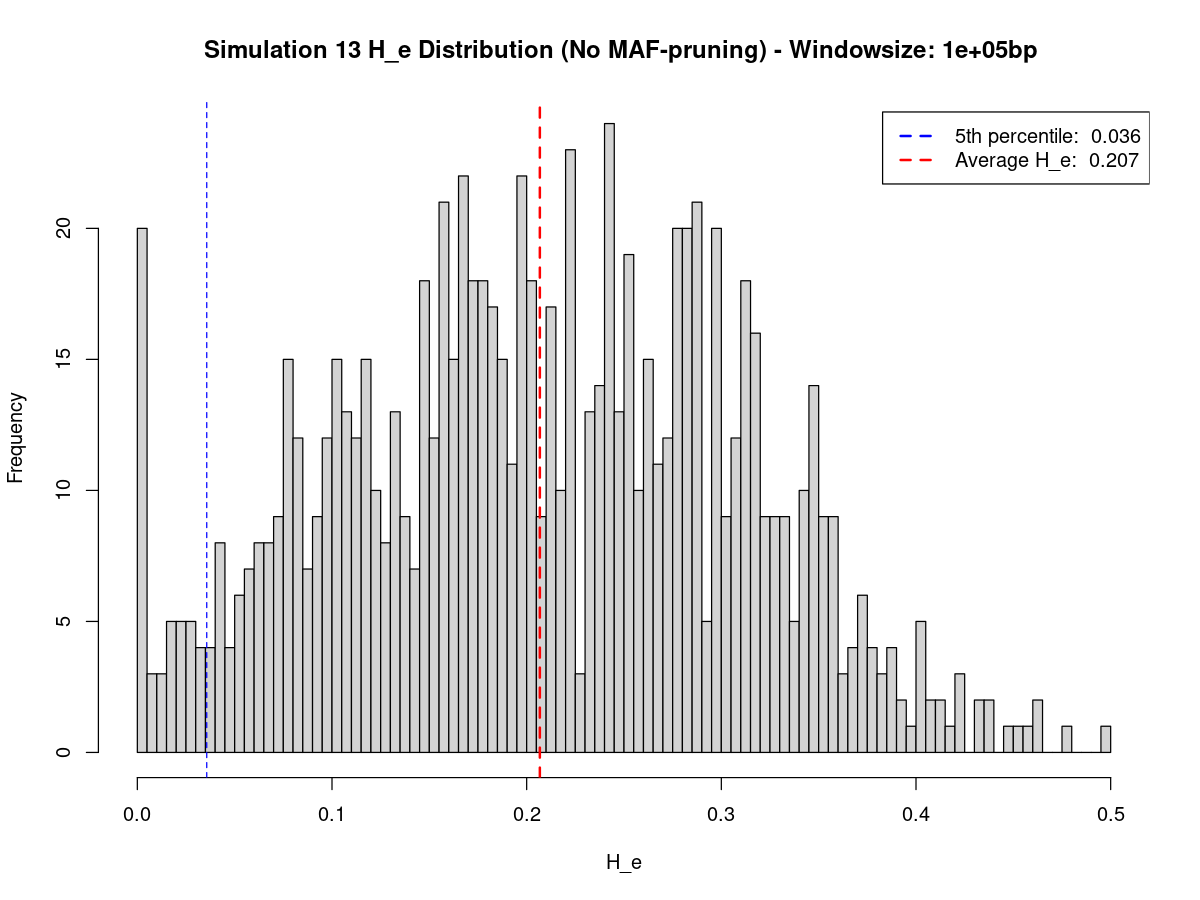 Simulation 13 H_e Distribution (No MAF-pruning) - Windowsize: 1e+05bp
5th percentile: 0.036
Average H_e: 0.207
Frequency
20
15
10
5
0
0.0 0.1 0.2 0.3 0.4 0.5
H_e